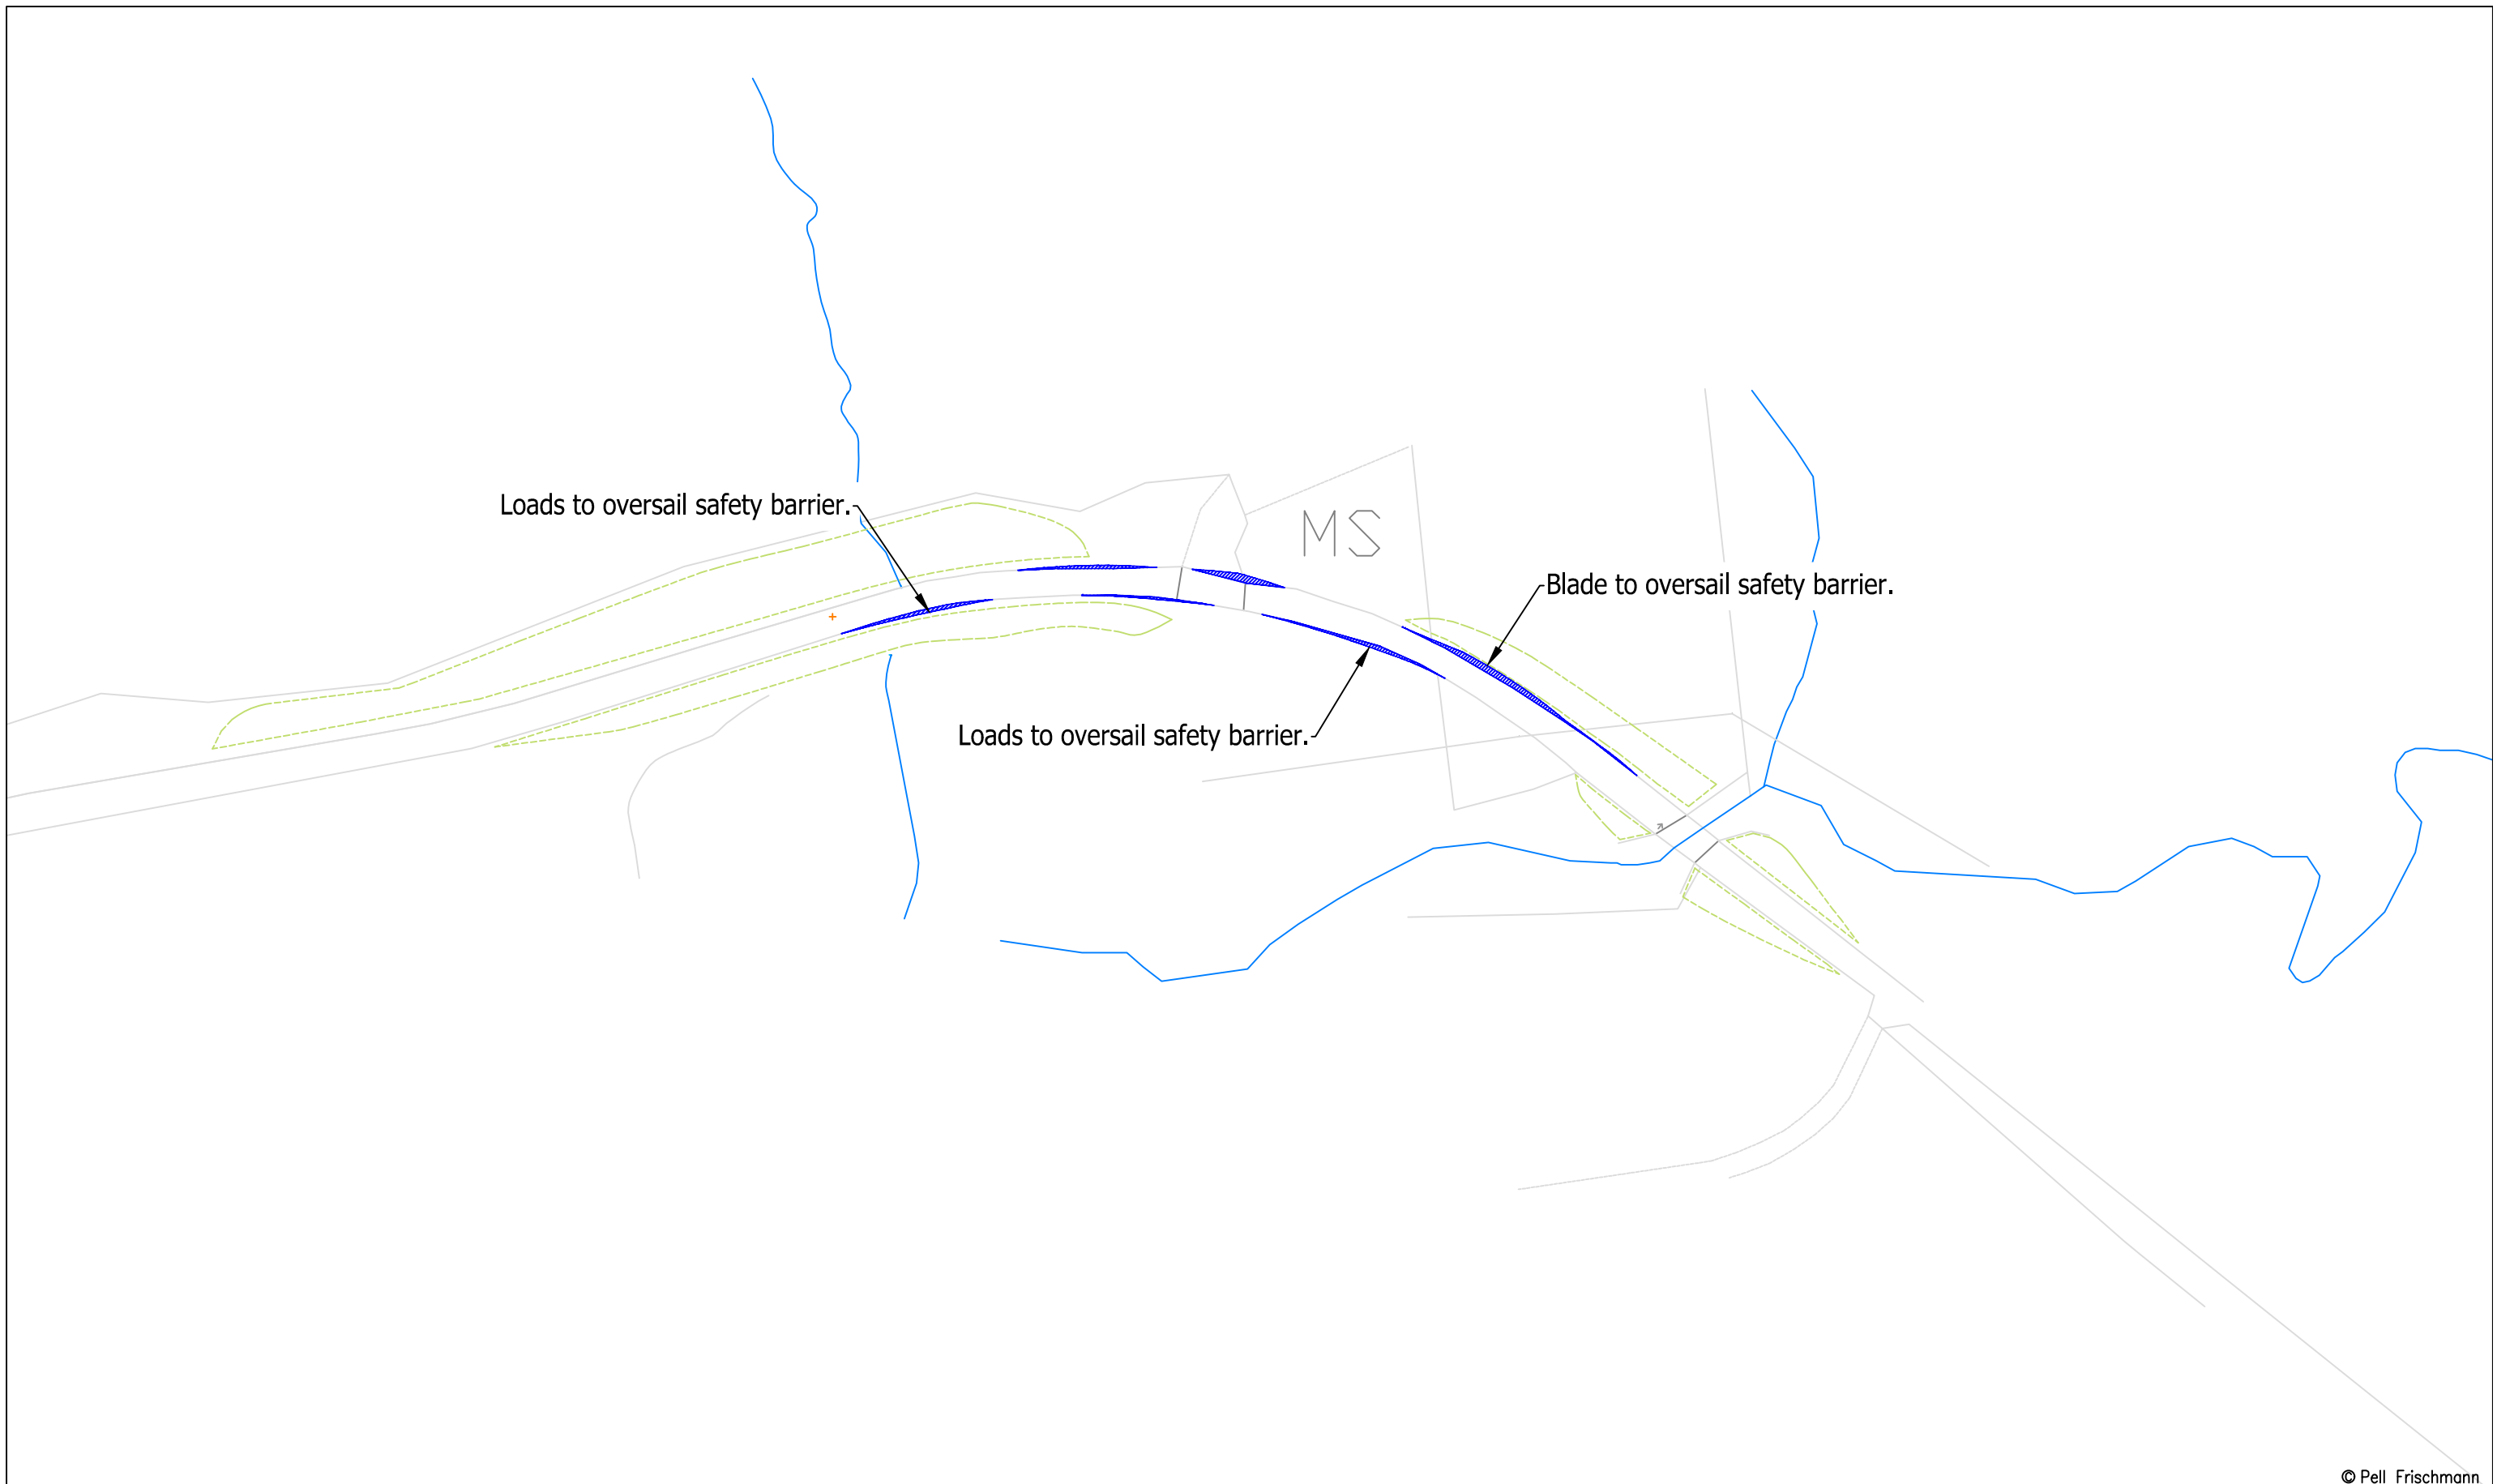 Loads to oversail safety barrier.
MS
Blade to oversail safety barrier.
Loads to oversail safety barrier.
© Pell Frischmann